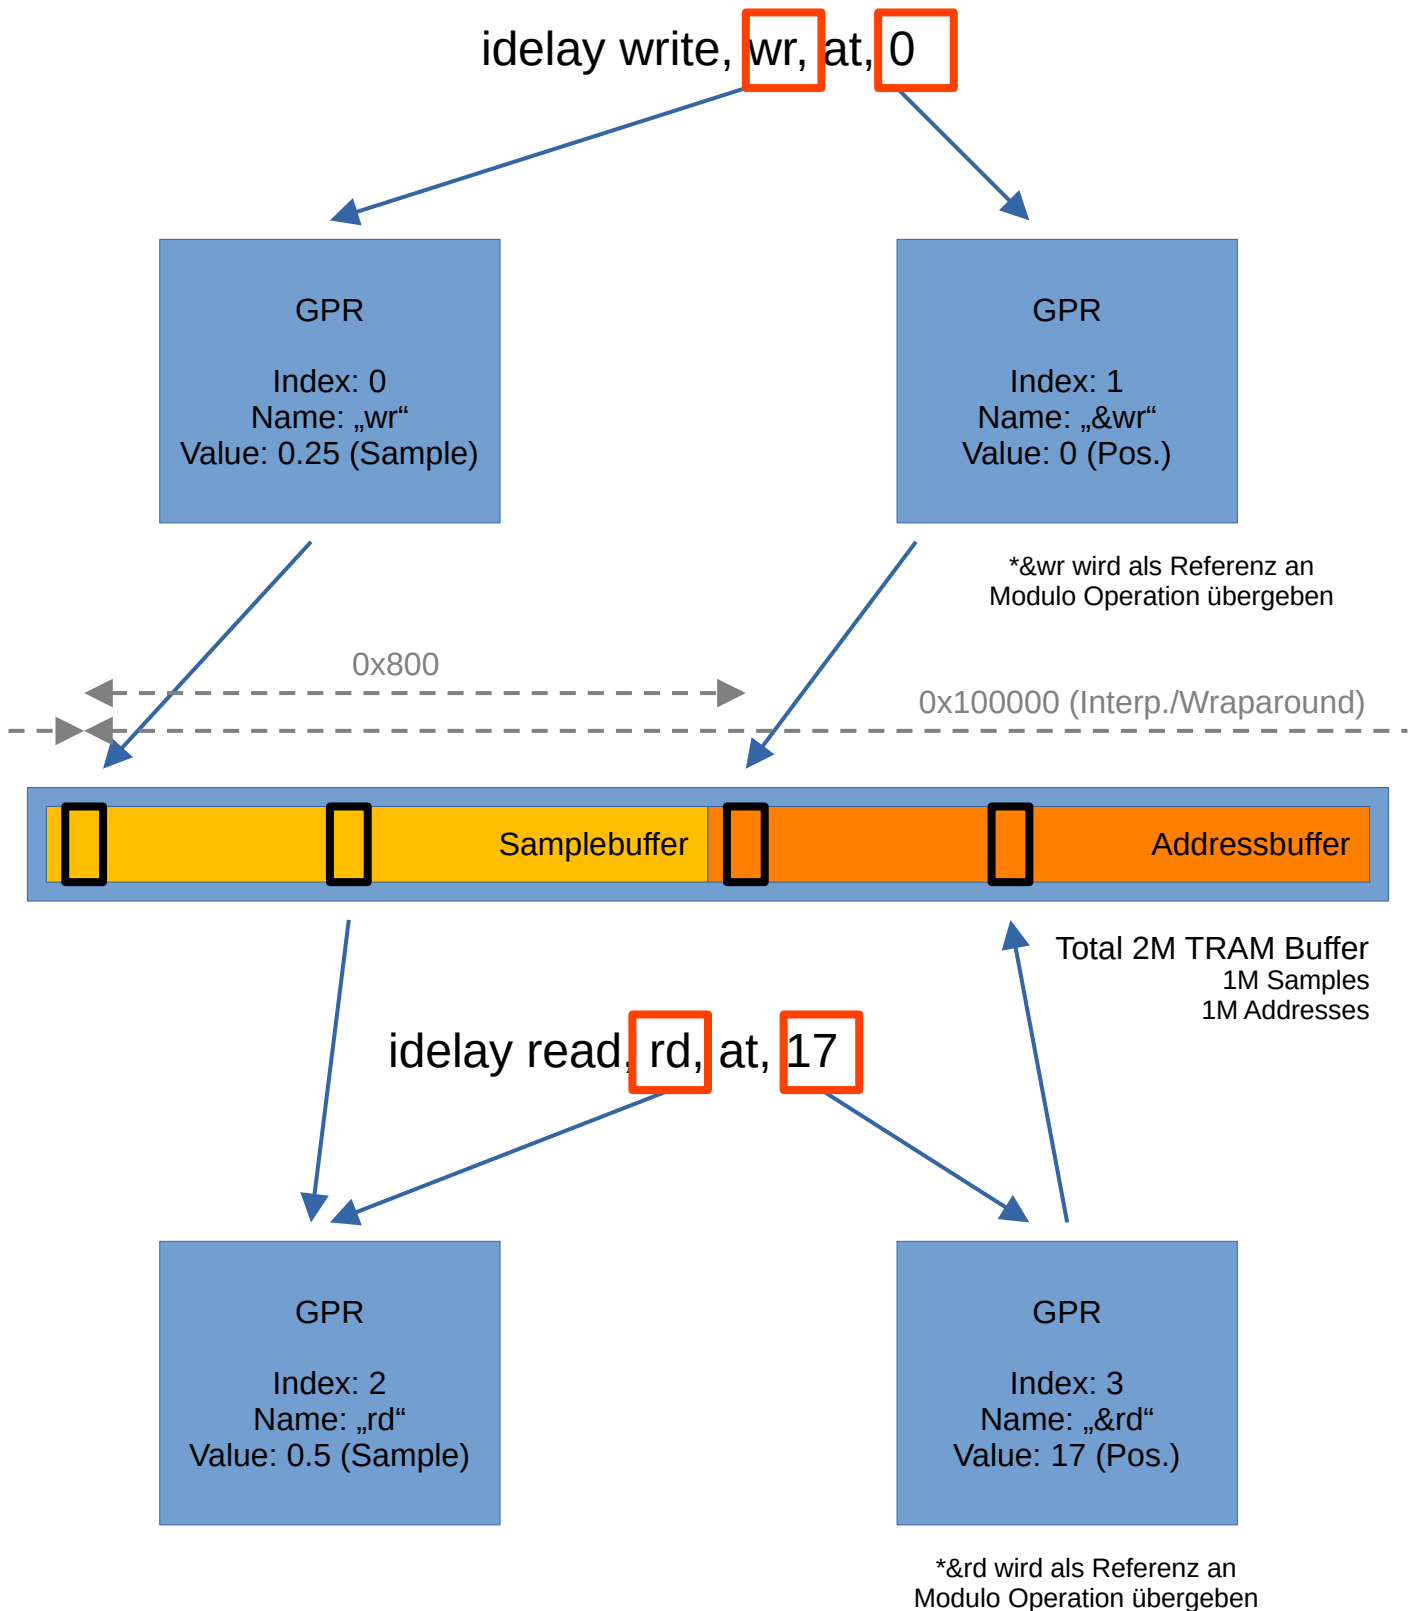 idelay write, wr, at, 0
GPR
Index: 0
Name: „wr“
Value: 0.25 (Sample)
GPR
Index: 1
Name: „&wr“
Value: 0 (Pos.)
*&wr wird als Referenz an
Modulo Operation übergeben
0x800
0x100000 (Interp./Wraparound)
Samplebuffer
Addressbuffer
Total 2M TRAM Buffer
1M Samples
1M Addresses
idelay read, rd, at, 17
GPR
Index: 2
Name: „rd“
Value: 0.5 (Sample)
GPR
Index: 3
Name: „&rd“
Value: 17 (Pos.)
*&rd wird als Referenz an
Modulo Operation übergeben